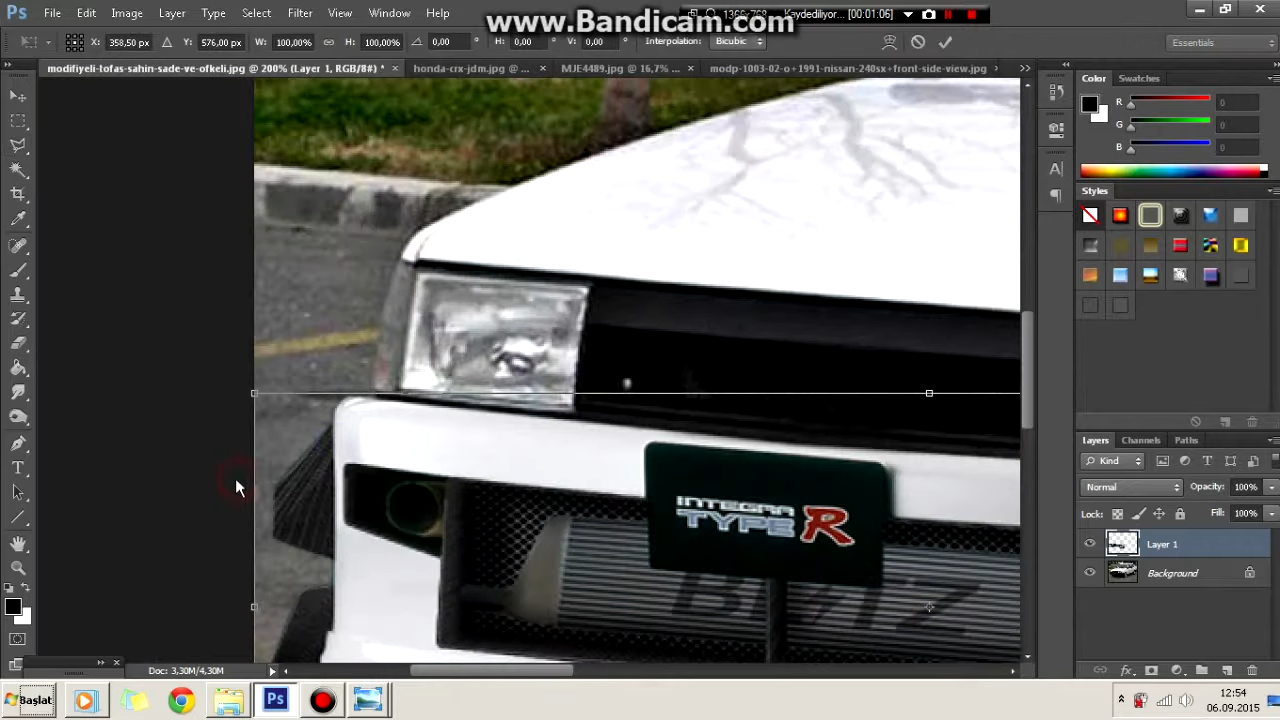 www.Bandicam.com
1366x768 Kaydediliyor... [00:01:06]
Ps File Edit Image Layer Type Select Filter View Window Help
X: 358,50 px Y: 576,00 px W: 100,00% H: 100,00% 0,00 ° H: 0,00 ° V: 0,00 ° Interpolation: Bicubic Essentials
modifiyeli-tofas-sahin-sade-ve-ofkeli.jpg @ 200% (Layer 1, RGB/8#) * × honda-crx-jdm.jpg @ ... × MJE4489.jpg @ 16,7% ... × modp-1003-02-o+1991-nissan-240sx+front-side-view.jpg
Color Swatches
R 0
G 0
B 0
Styles
INTEGRA
TYPE R
Layers Channels Paths
Kind
Normal Opacity: 100%
Lock: Fill: 100%
Layer 1
Background
Doc: 3,30M/4,30M
Başlat
Ps
12:54
06.09.2015